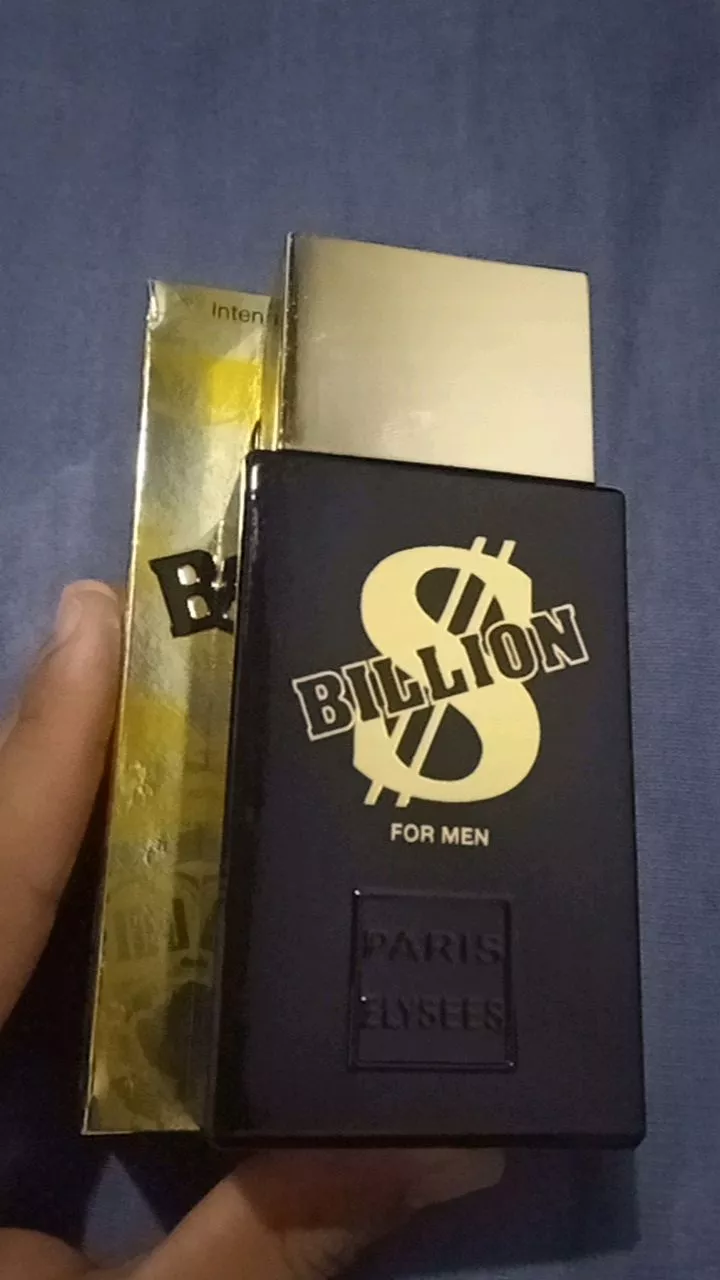 $
BILLION
FOR MEN
PARIS
ELYSEES